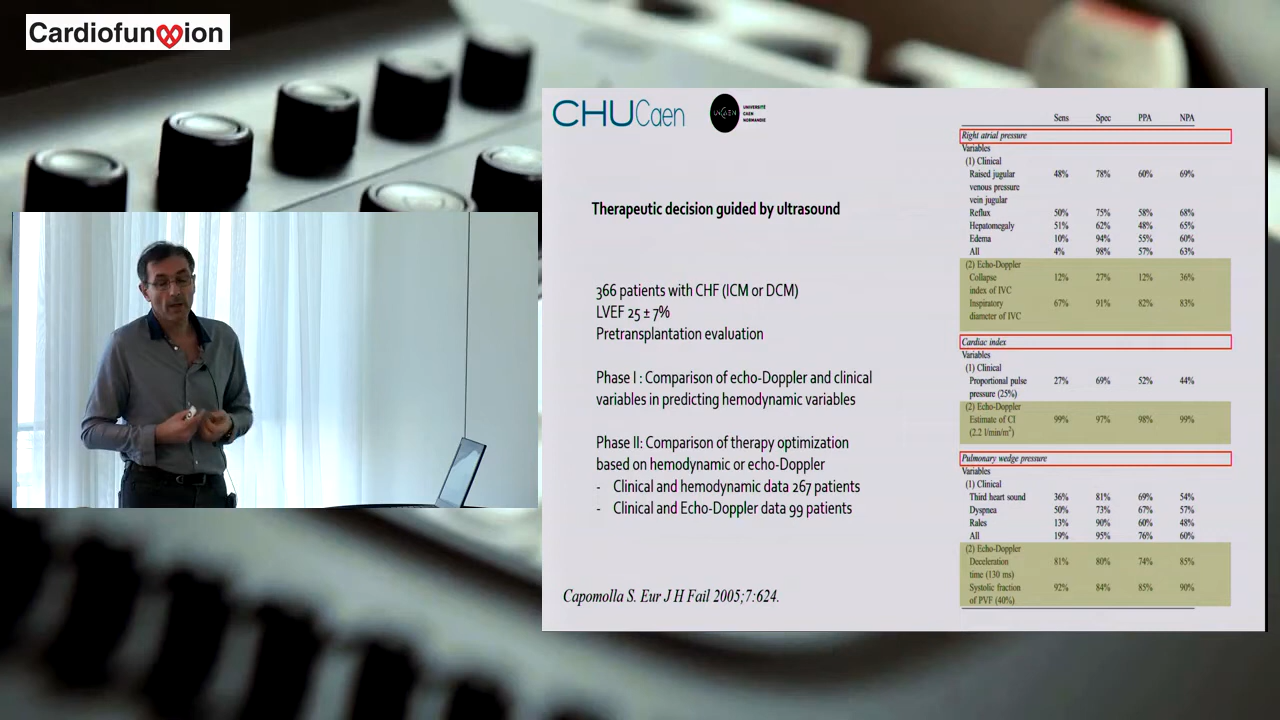 Cardiofunion
CHUCaen
UNICAEN
UNIVERSITÉ
CAEN
NORMANDIE
Therapeutic decision guided by ultrasound
366 patients with CHF (ICM or DCM)
LVEF 25 ± 7%
Pretransplantation evaluation
Phase I : Comparison of echo-Doppler and clinical
variables in predicting hemodynamic variables
Phase II: Comparison of therapy optimization
based on hemodynamic or echo-Doppler
- Clinical and hemodynamic data 267 patients
- Clinical and Echo-Doppler data 99 patients
Capomolla S. Eur J H Fail 2005;7:624.
Sens Spec PPA NPA
Right atrial pressure
Variables
(1) Clinical
Raised jugular 48% 78% 60% 69%
venous pressure
vein jugular
Reflux 50% 75% 58% 68%
Hepatomegaly 51% 62% 48% 65%
Edema 10% 94% 55% 60%
All 4% 98% 57% 63%
(2) Echo-Doppler
Collapse 12% 27% 12% 36%
index of IVC
Inspiratory 67% 91% 82% 83%
diameter of IVC
Cardiac index
Variables
(1) Clinical
Proportional pulse 27% 69% 52% 44%
pressure (25%)
(2) Echo-Doppler
Estimate of CI 99% 97% 98% 99%
(2.2 l/min/m²)
Pulmonary wedge pressure
Variables
(1) Clinical
Third heart sound 36% 81% 69% 54%
Dyspnea 50% 73% 67% 57%
Rales 13% 90% 60% 48%
All 19% 95% 76% 60%
(2) Echo-Doppler
Deceleration 81% 80% 74% 85%
time (130 ms)
Systolic fraction 92% 84% 85% 90%
of PVF (40%)